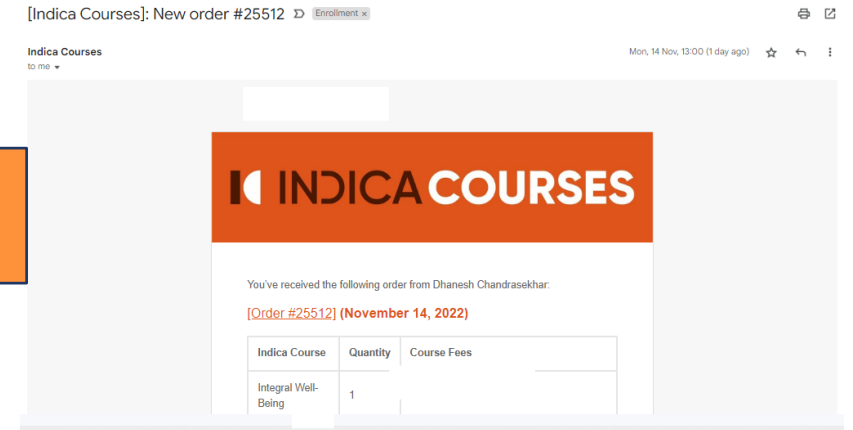 [Indica Courses]: New order #25512 Enrollment x
Indica Courses
Mon, 14 Nov, 13:00 (1 day ago)
to me
INDICA COURSES
You've received the following order from Dhanesh Chandrasekhar:
[Order #25512] (November 14, 2022)
Indica Course Quantity Course Fees
Integral Well-
Being
1